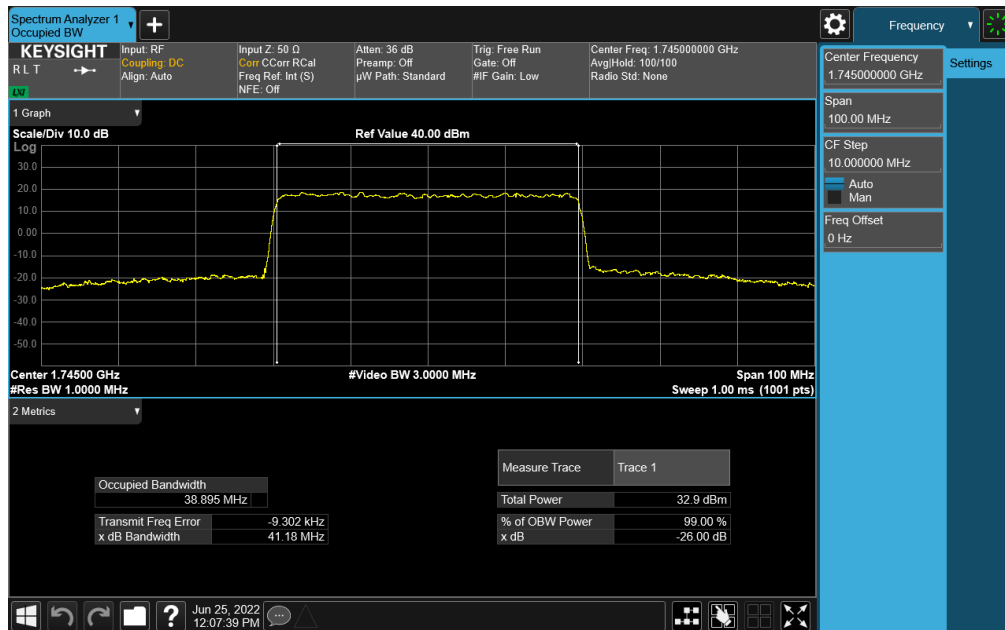 Spectrum Analyzer 1
Occupied BW
Frequency
KEYSIGHT
R L T
LXI
Input: RF
Coupling: DC
Align: Auto
Input Z: 50 Ω
Corr CCorr RCal
Freq Ref: Int (S)
NFE: Off
Atten: 36 dB
Preamp: Off
µW Path: Standard
Trig: Free Run
Gate: Off
#IF Gain: Low
Center Freq: 1.745000000 GHz
Avg|Hold: 100/100
Radio Std: None
Center Frequency
1.745000000 GHz
Settings
Span
100.00 MHz
CF Step
10.000000 MHz
Auto
Man
Freq Offset
0 Hz
1 Graph
Scale/Div 10.0 dB
Ref Value 40.00 dBm
Log
30.0
20.0
10.0
0.00
-10.0
-20.0
-30.0
-40.0
-50.0
Center 1.74500 GHz
#Video BW 3.0000 MHz
Span 100 MHz
#Res BW 1.0000 MHz
Sweep 1.00 ms (1001 pts)
2 Metrics
Measure Trace
Trace 1
Occupied Bandwidth
38.895 MHz
Total Power
32.9 dBm
Transmit Freq Error
-9.302 kHz
% of OBW Power
99.00 %
x dB Bandwidth
41.18 MHz
x dB
-26.00 dB
?
Jun 25, 2022
12:07:39 PM